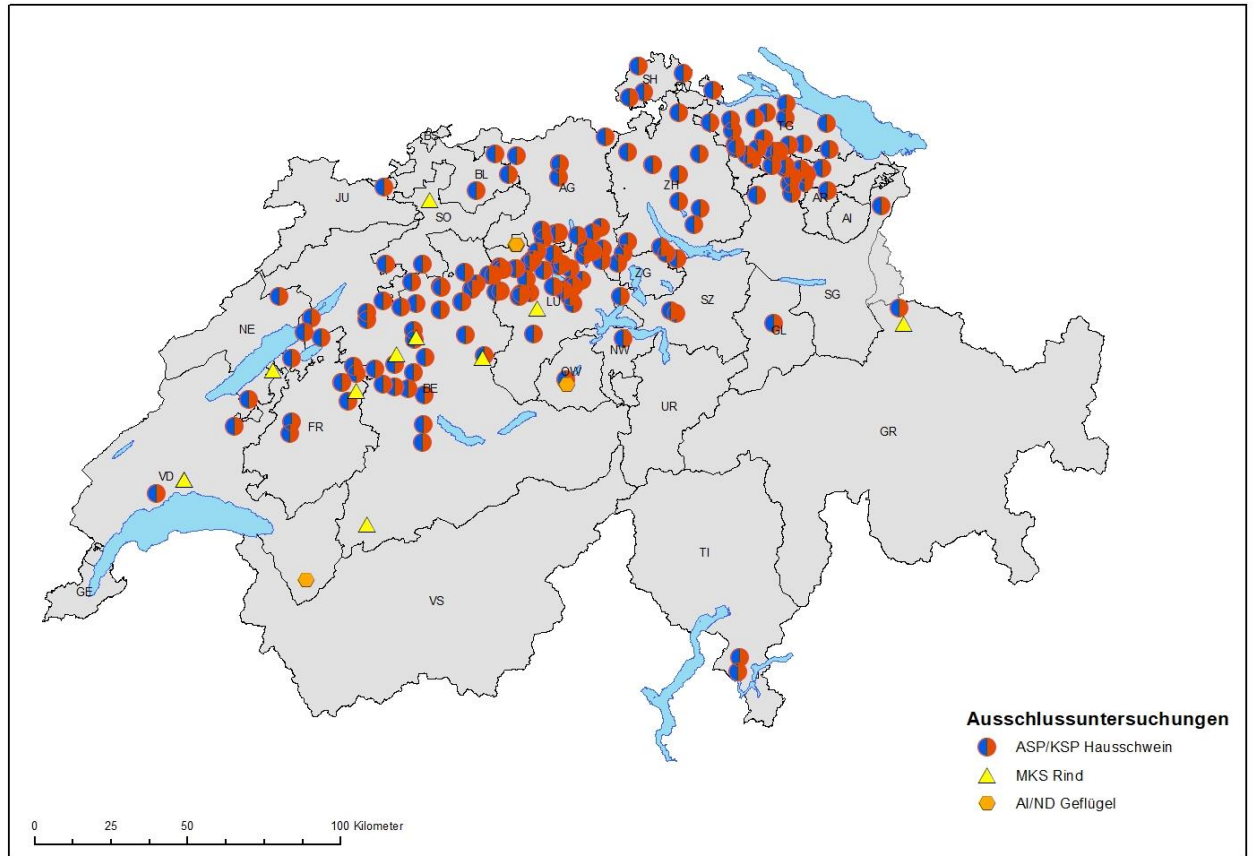 SH
BS
TG
BL
ZH
AG
JU
AR
SO
AI
ZG
SG
LU
SZ
NE
GL
NW
OW
BE
UR
FR
GR
VD
TI
GE
VS
Ausschlussuntersuchungen
ASP/KSP Hausschwein
MKS Rind
AI/ND Geflügel
0 25 50 100 Kilometer